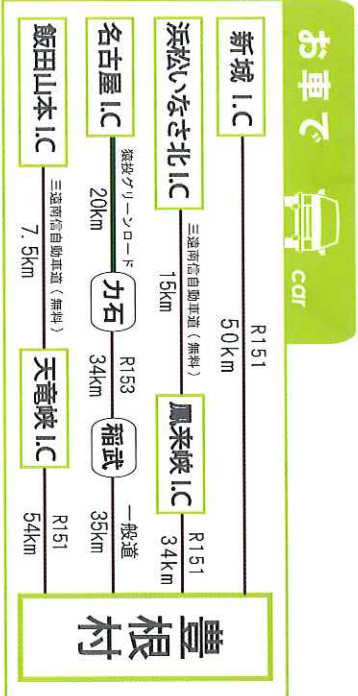 お車で car
新城 I.C
R151
50km
浜松いなさ北 I.C
三遠南信自動車道(無料)
15km
鳳来峡 I.C
R151
34km
名古屋 I.C
猿投グリーンロード
20km
力石
R153
34km
稲武
一般道
35km
飯田山本 I.C
三遠南信自動車道(無料)
7.5km
天竜峡 I.C
R151
54km
豊根村